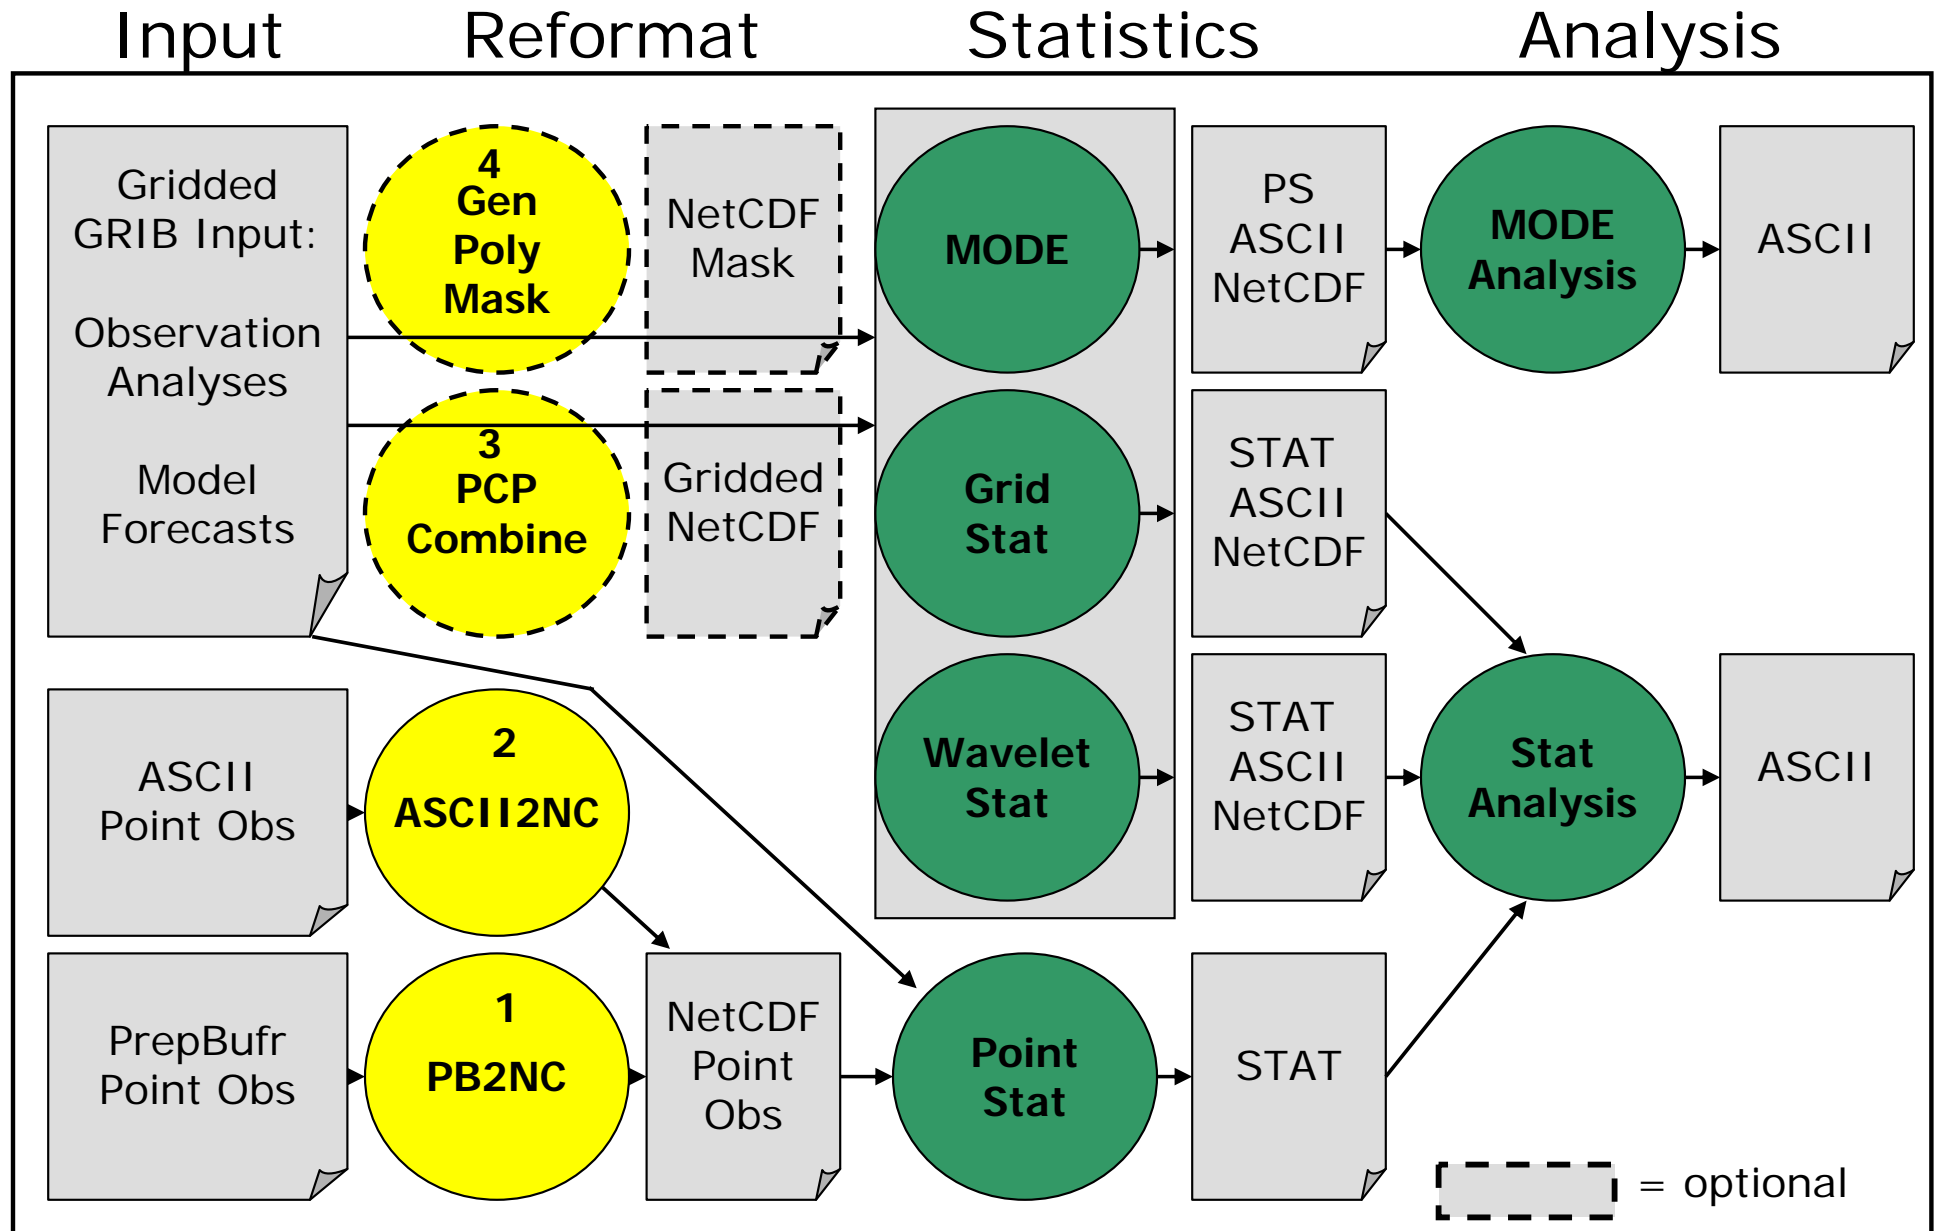 Input
Reformat
Statistics
Analysis
Gridded
GRIB Input:
Observation
Analyses
Model
Forecasts
4
Gen
Poly
Mask
NetCDF
Mask
MODE
PS
ASCII
NetCDF
MODE
Analysis
ASCII
3
PCP
Combine
Gridded
NetCDF
Grid
Stat
STAT
ASCII
NetCDF
ASCII
Point Obs
2
ASCII2NC
Wavelet
Stat
STAT
ASCII
NetCDF
Stat
Analysis
ASCII
PrepBufr
Point Obs
1
PB2NC
NetCDF
Point
Obs
Point
Stat
STAT
= optional